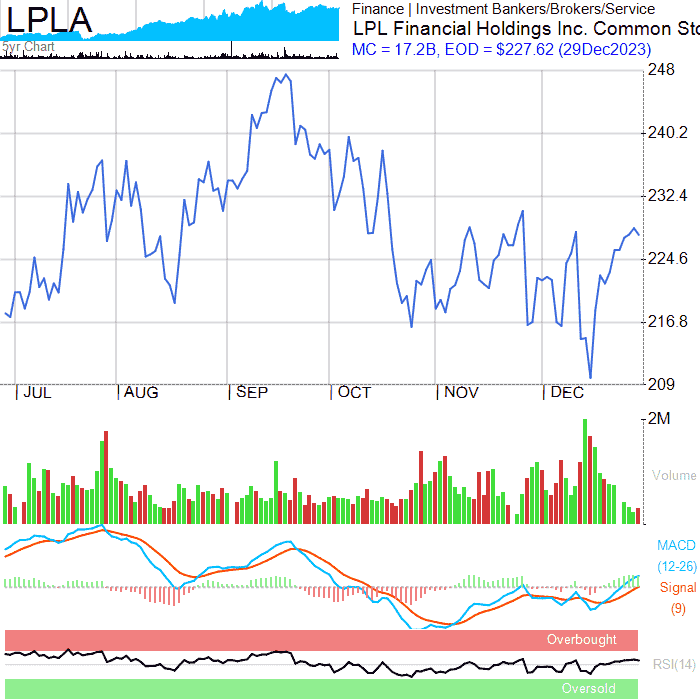 LPLA
5yr Chart
Finance | Investment Bankers/Brokers/Service
LPL Financial Holdings Inc. Common Sto
MC = 17.2B, EOD = $227.62 (29Dec2023)
248
240.2
232.4
224.6
216.8
209
JUL
AUG
SEP
OCT
NOV
DEC
2M
Volume
MACD
(12-26)
Signal
(9)
Overbought
RSI(14)
Oversold